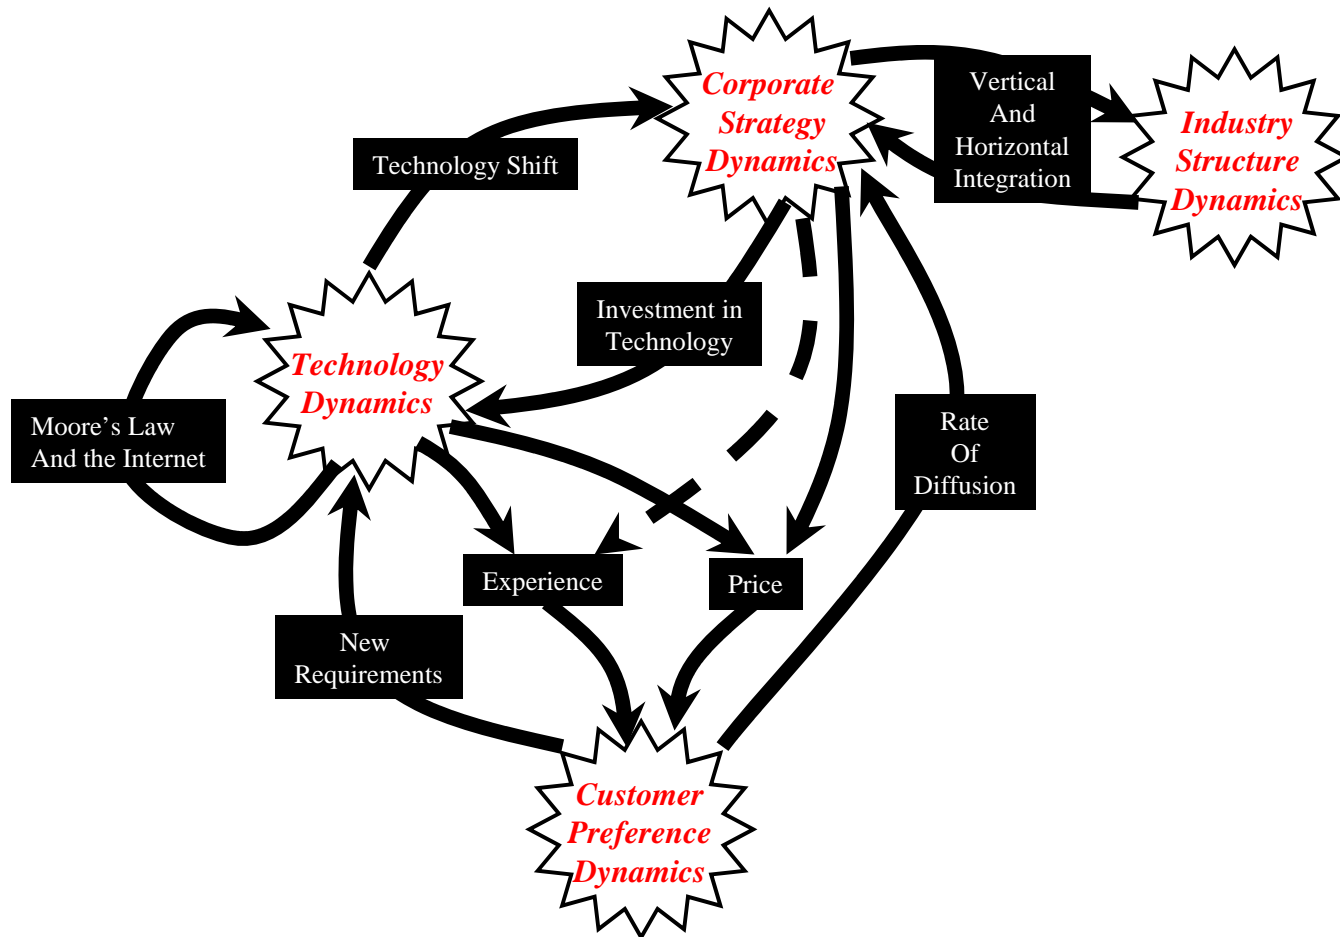 Corporate
Strategy
Dynamics
Vertical
And
Horizontal
Integration
Industry
Structure
Dynamics
Technology Shift
Investment in
Technology
Technology
Dynamics
Moore’s Law
And the Internet
Rate
Of
Diffusion
Experience
Price
New
Requirements
Customer
Preference
Dynamics